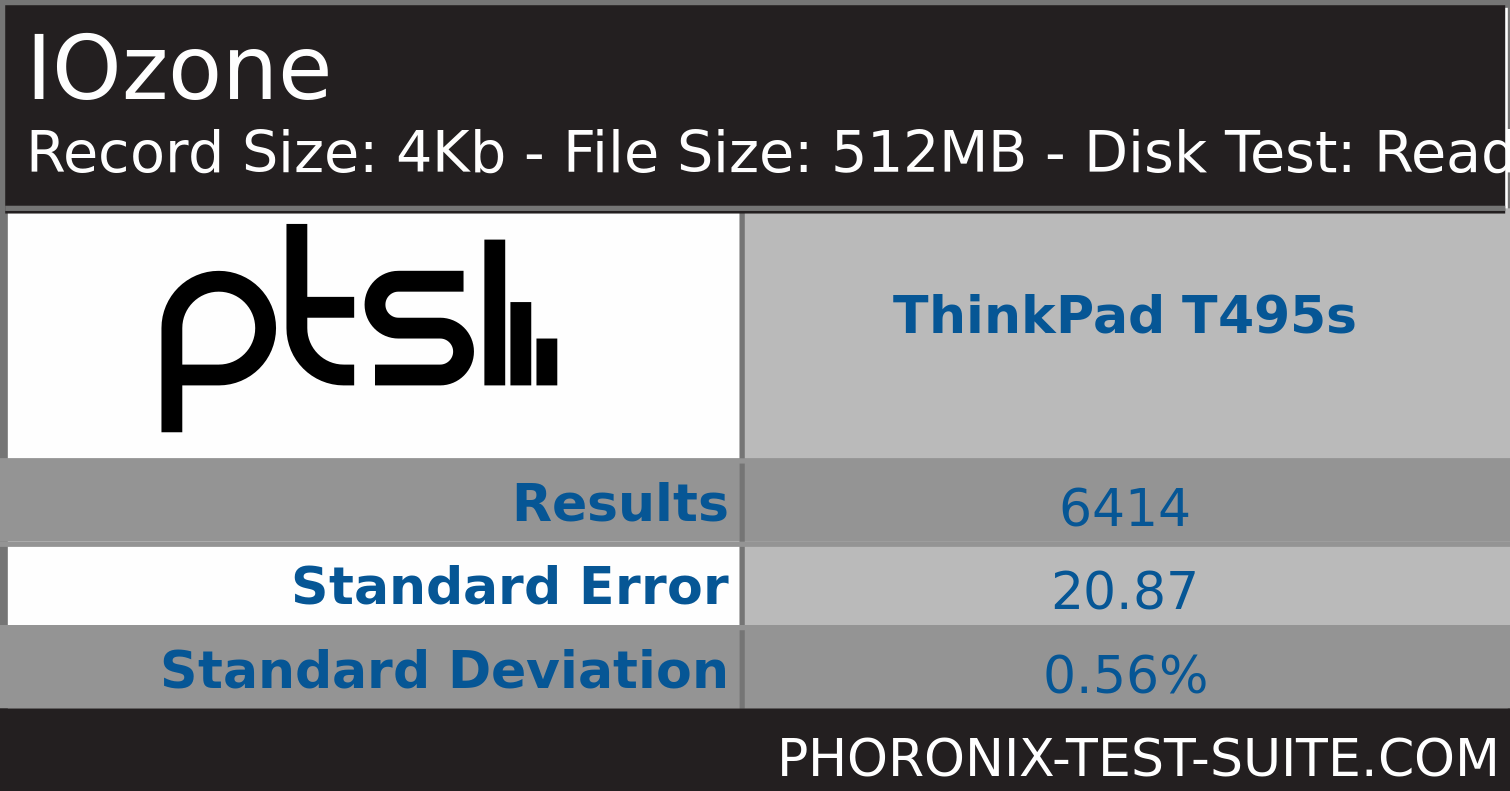 IOzone
Record Size: 4Kb - File Size: 512MB - Disk Test: Read
pts
ThinkPad T495s
Results 6414
Standard Error 20.87
Standard Deviation 0.56%
PHORONIX-TEST-SUITE.COM